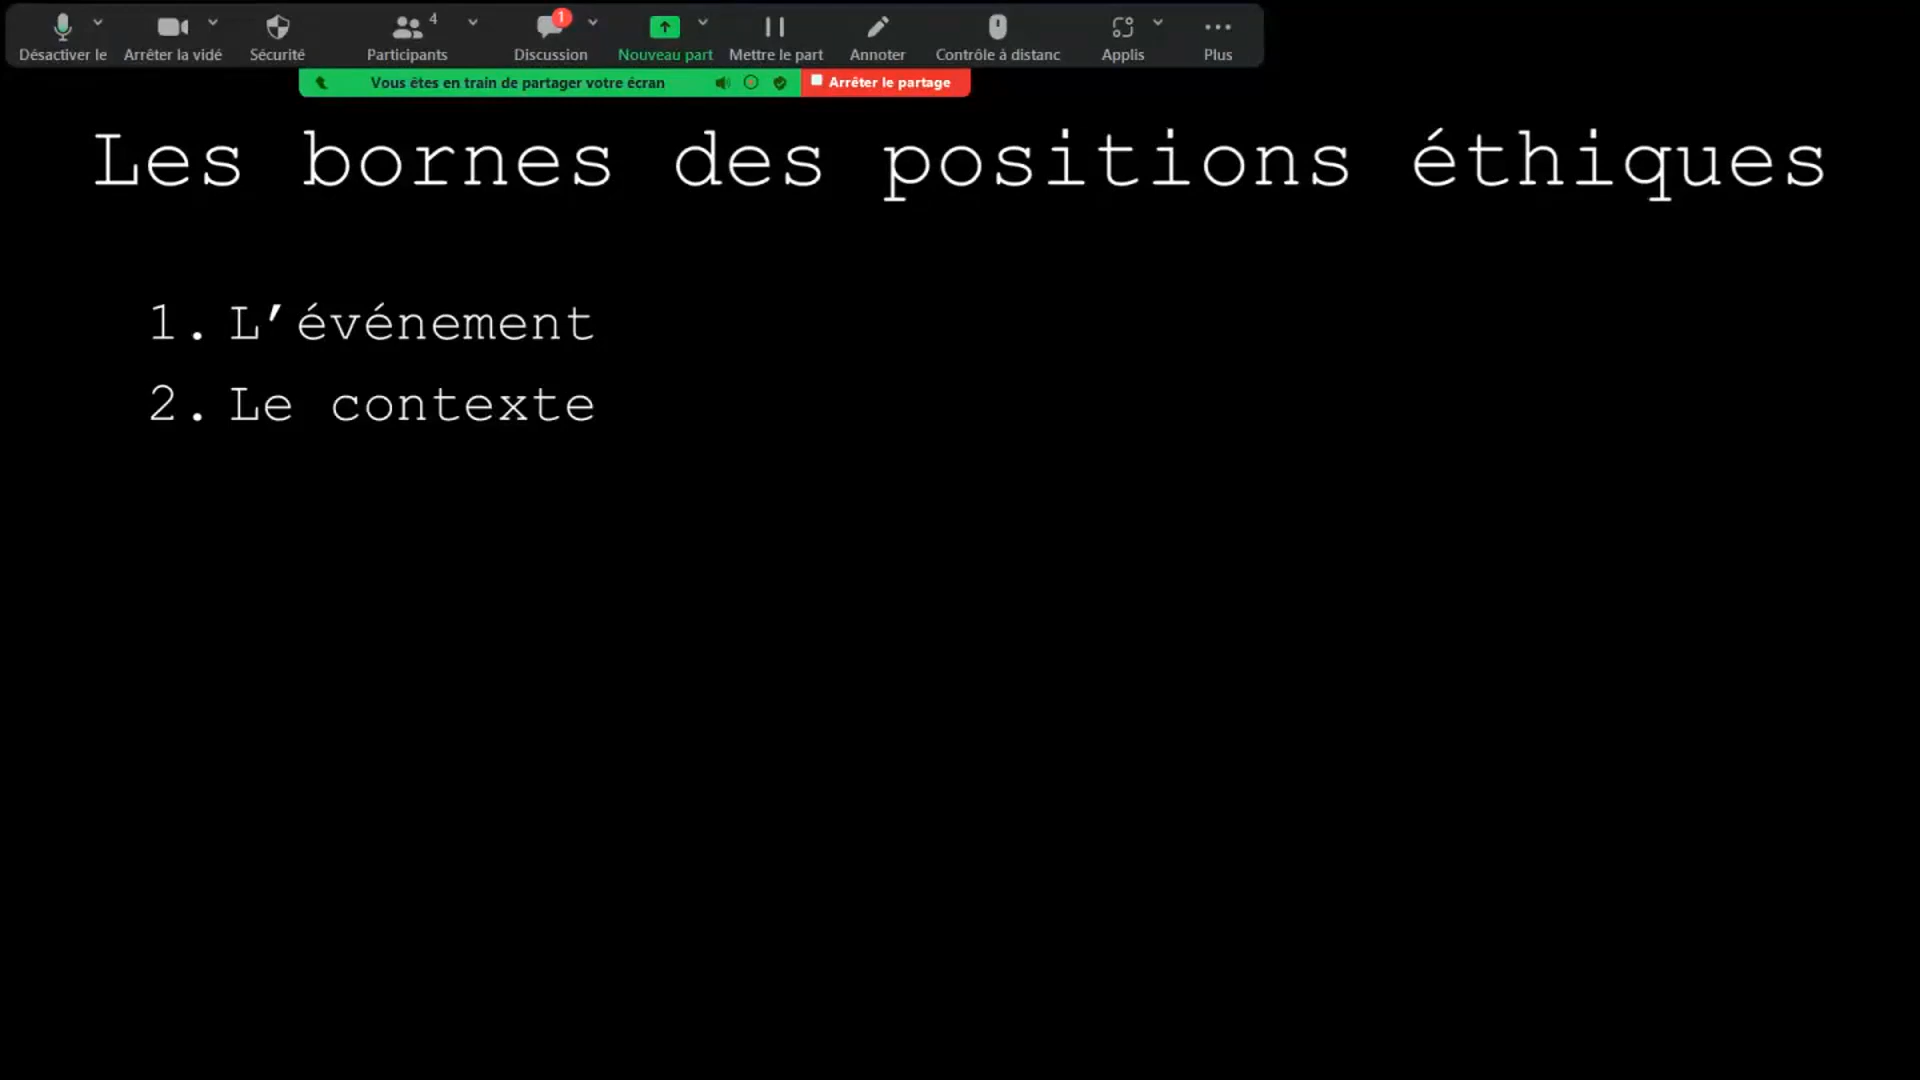 4
1
Désactiver le
Arrêter la vidé
Sécurité
Participants
Discussion
Nouveau part
Mettre le part
Annoter
Contrôle à distanc
Applis
Plus
Vous êtes en train de partager votre écran
Arrêter le partage
Les bornes des positions éthiques
1. L’événement
2. Le contexte